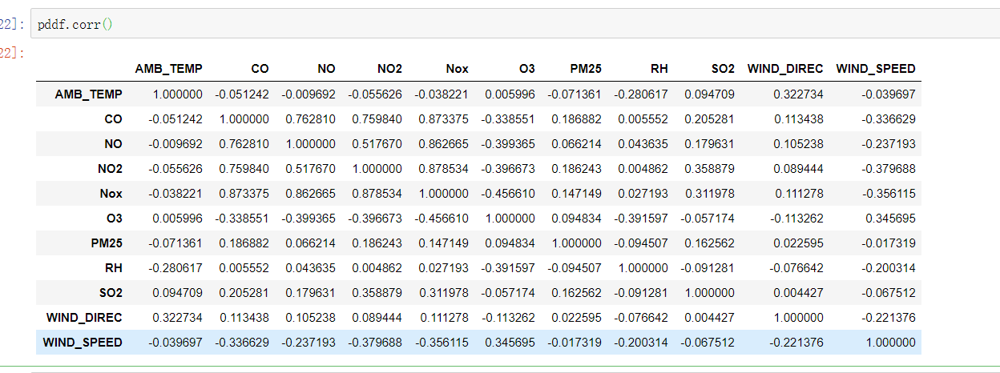 22]: pddf.corr()
22]:
AMB_TEMP CO NO NO2 Nox O3 PM25 RH SO2 WIND_DIREC WIND_SPEED
AMB_TEMP 1.000000 -0.051242 -0.009692 -0.055626 -0.038221 0.005996 -0.071361 -0.280617 0.094709 0.322734 -0.039697
CO -0.051242 1.000000 0.762810 0.759840 0.873375 -0.338551 0.186882 0.005552 0.205281 0.113438 -0.336629
NO -0.009692 0.762810 1.000000 0.517670 0.862665 -0.399365 0.066214 0.043635 0.179631 0.105238 -0.237193
NO2 -0.055626 0.759840 0.517670 1.000000 0.878534 -0.396673 0.186243 0.004862 0.358879 0.089444 -0.379688
Nox -0.038221 0.873375 0.862665 0.878534 1.000000 -0.456610 0.147149 0.027193 0.311978 0.111278 -0.356115
O3 0.005996 -0.338551 -0.399365 -0.396673 -0.456610 1.000000 0.094834 -0.391597 -0.057174 -0.113262 0.345695
PM25 -0.071361 0.186882 0.066214 0.186243 0.147149 0.094834 1.000000 -0.094507 0.162562 0.022595 -0.017319
RH -0.280617 0.005552 0.043635 0.004862 0.027193 -0.391597 -0.094507 1.000000 -0.091281 -0.076642 -0.200314
SO2 0.094709 0.205281 0.179631 0.358879 0.311978 -0.057174 0.162562 -0.091281 1.000000 0.004427 -0.067512
WIND_DIREC 0.322734 0.113438 0.105238 0.089444 0.111278 -0.113262 0.022595 -0.076642 0.004427 1.000000 -0.221376
WIND_SPEED -0.039697 -0.336629 -0.237193 -0.379688 -0.356115 0.345695 -0.017319 -0.200314 -0.067512 -0.221376 1.000000